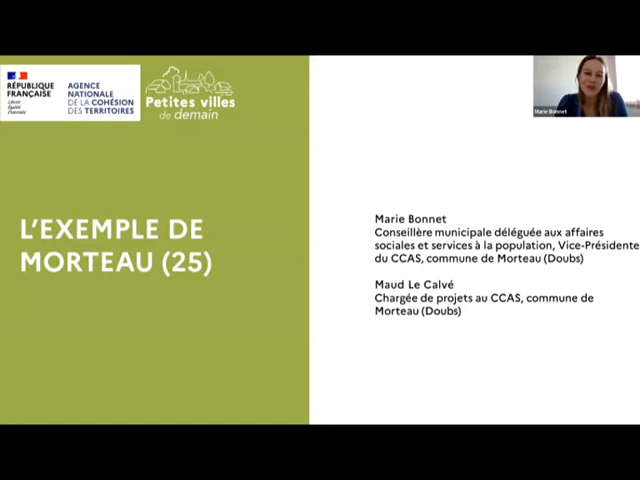 RÉPUBLIQUE
FRANÇAISE
Liberté
Égalité
Fraternité
AGENCE
NATIONALE
DE LA COHÉSION
DES TERRITOIRES
Petites villes
de demain
Marie Bonnet
L'EXEMPLE DE
MORTEAU (25)
Marie Bonnet
Conseillère municipale déléguée aux affaires
sociales et services à la population, Vice-Présidente
du CCAS, commune de Morteau (Doubs)
Maud Le Calvé
Chargée de projets au CCAS, commune de
Morteau (Doubs)